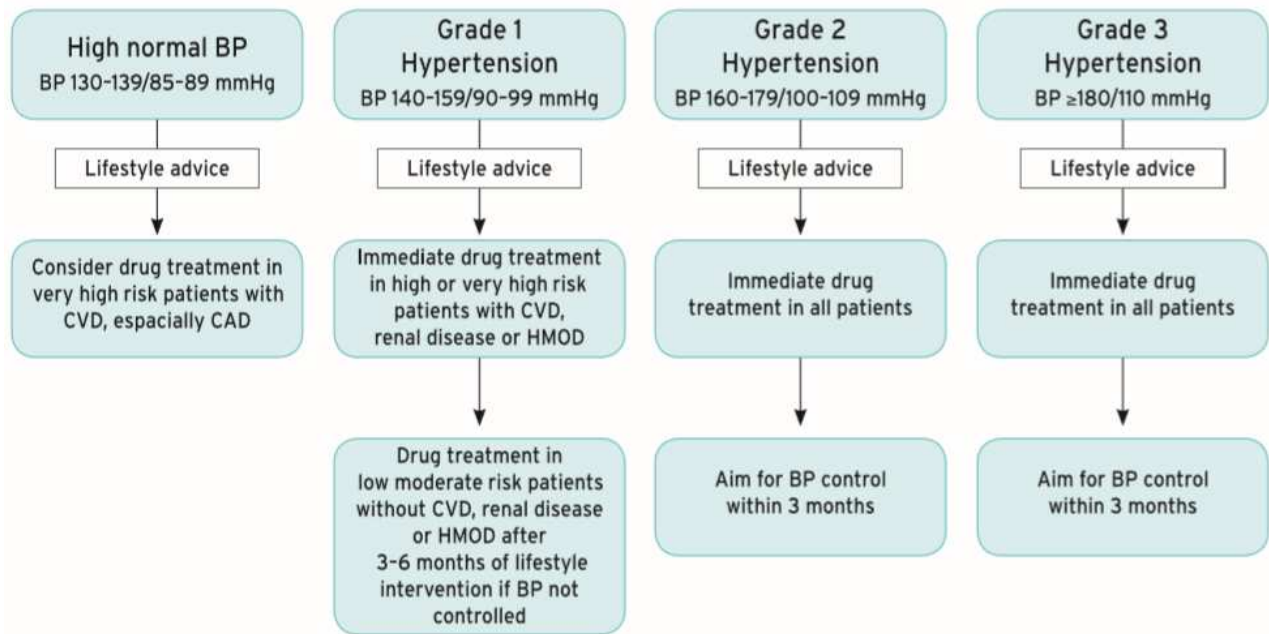 High normal BP
BP 130-139/85-89 mmHg
Lifestyle advice
Consider drug treatment in
very high risk patients with
CVD, espacially CAD
Grade 1
Hypertension
BP 140-159/90-99 mmHg
Lifestyle advice
Immediate drug treatment
in high or very high risk
patients with CVD,
renal disease or HMOD
Drug treatment in
low moderate risk patients
without CVD, renal disease
or HMOD after
3-6 months of lifestyle
intervention if BP not
controlled
Grade 2
Hypertension
BP 160-179/100-109 mmHg
Lifestyle advice
Immediate drug
treatment in all patients
Aim for BP control
within 3 months
Grade 3
Hypertension
BP ≥180/110 mmHg
Lifestyle advice
Immediate drug
treatment in all patients
Aim for BP control
within 3 months